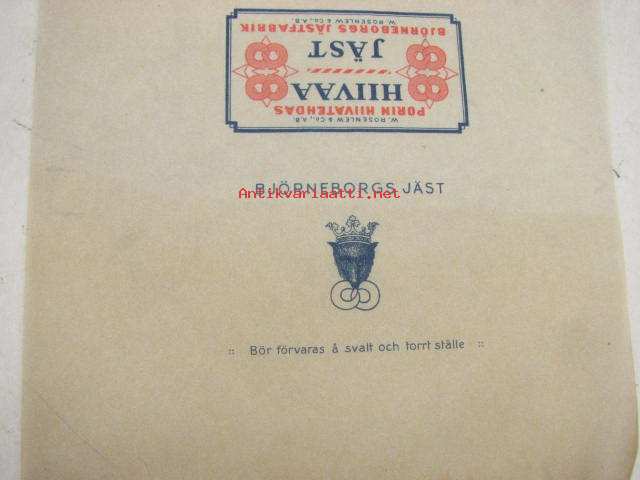 W. ROSENLEW & Co., A.B.
PORIN HIIVATEHDAS
HIIVAA
JÄST
BJÖRNEBORGS JÄSTFABRIK
W. ROSENLEW & Co., A.B.
BJÖRNEBORGS JÄST
Antikvariaatti.net
:: Bör förvaras å svalt och torrt ställe ::